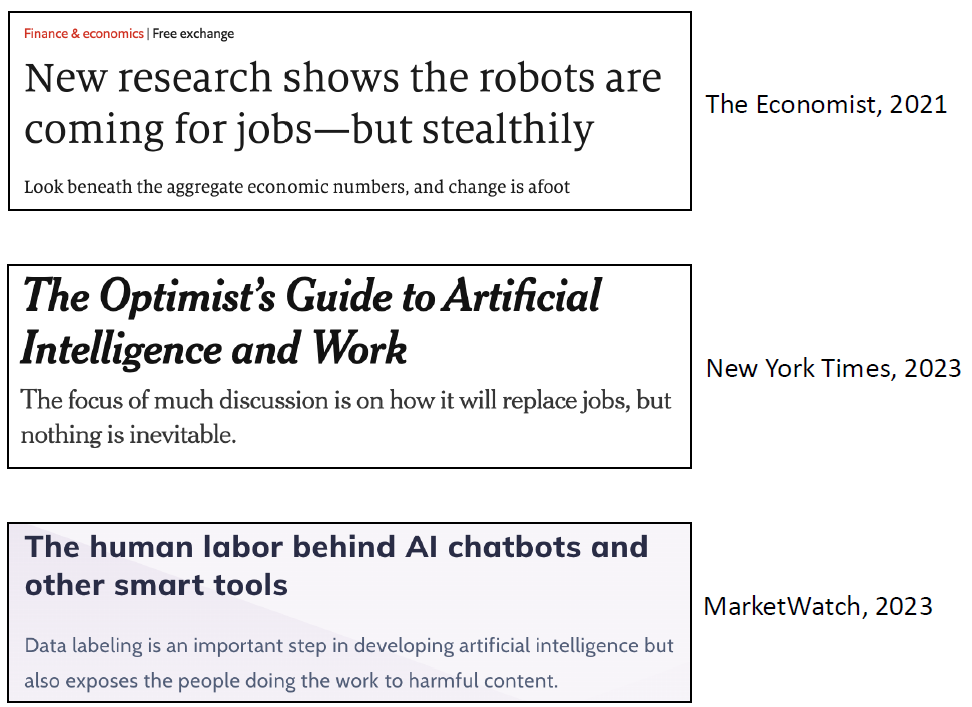 Finance & economics | Free exchange
New research shows the robots are
coming for jobs—but stealthily
Look beneath the aggregate economic numbers, and change is afoot
The Economist, 2021
The Optimist’s Guide to Artificial
Intelligence and Work
The focus of much discussion is on how it will replace jobs, but
nothing is inevitable.
New York Times, 2023
The human labor behind AI chatbots and
other smart tools
Data labeling is an important step in developing artificial intelligence but
also exposes the people doing the work to harmful content.
MarketWatch, 2023